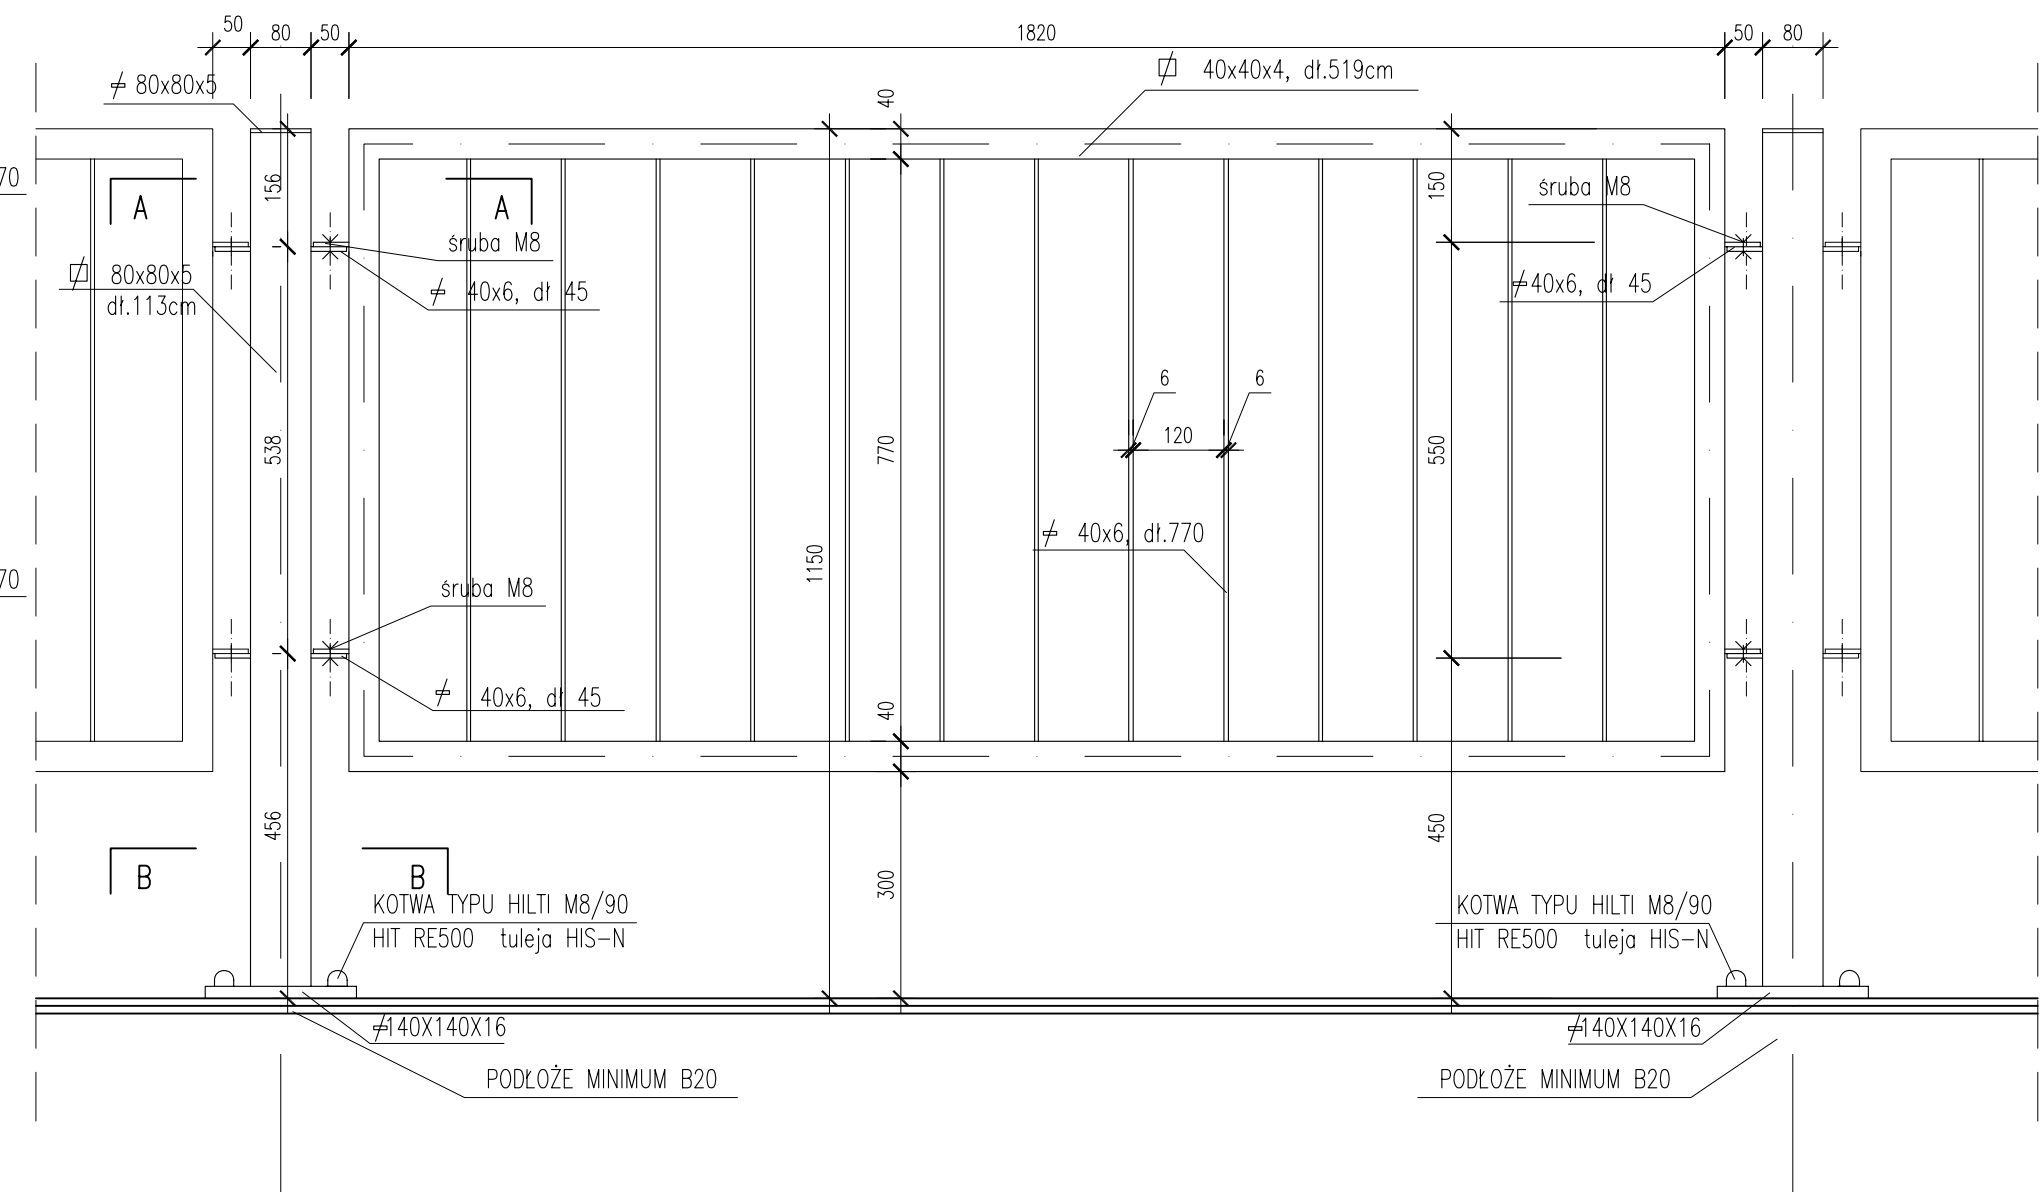 50
80
50
1820
50
80
80x80x5
40x40x4, dł.519cm
40
70
156
150
śruba M8
A
A
śruba M8
80x80x5
dł.113cm
40x6, dł 45
40x6, dł 45
6
6
120
538
770
550
40x6, dł.770
1150
70
śruba M8
40x6, dł 45
40
456
450
300
B
B
KOTWA TYPU HILTI M8/90
HIT RE500 tuleja HIS-N
KOTWA TYPU HILTI M8/90
HIT RE500 tuleja HIS-N
140X140X16
140X140X16
PODŁOŻE MINIMUM B20
PODŁOŻE MINIMUM B20